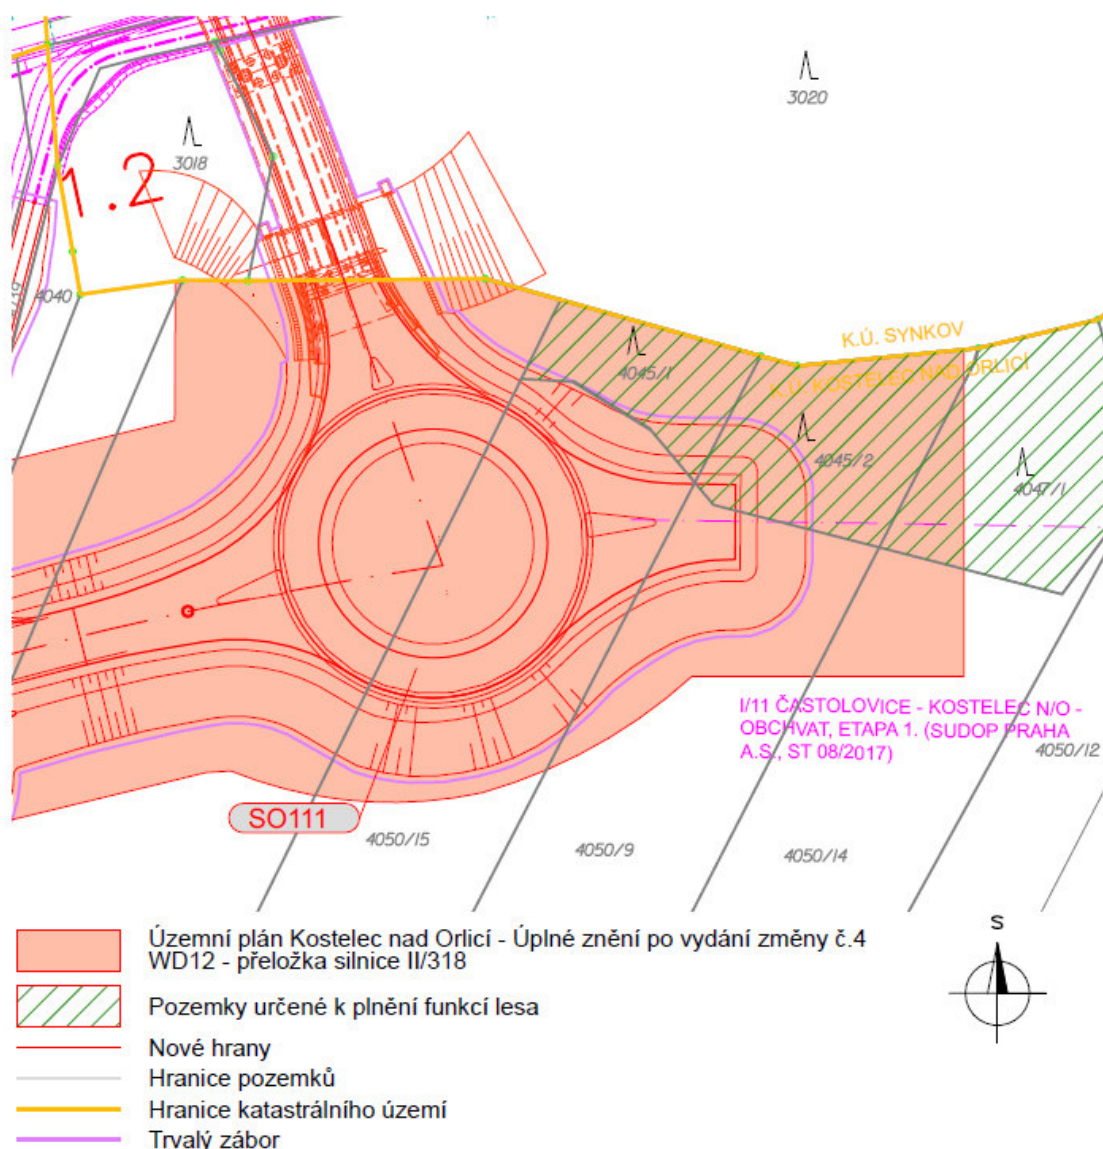 3020
3018
1.2
4040
K.Ú. SYNKOV
K.Ú. KOSTELEC NAD ORLICÍ
4045/1
4045/2
4047/1
I/11 ČASTOLOVICE - KOSTELEC N/O -
OBCHVAT, ETAPA 1. (SUDOP PRAHA
A.S., ST 08/2017)
4050/12
SO111
4050/15
4050/9
4050/14
S
Územní plán Kostelec nad Orlicí - Úplné znění po vydání změny č.4
WD12 - přeložka silnice II/318
Pozemky určené k plnění funkcí lesa
Nové hrany
Hranice pozemků
Hranice katastrálního území
Trvalý zábor